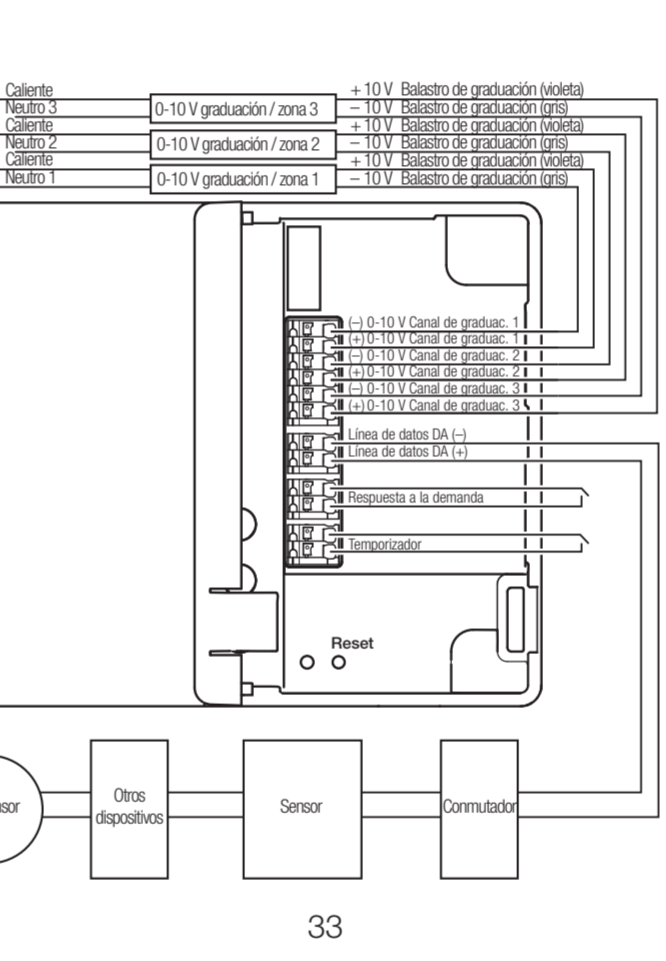 Caliente
+ 10 V Balastro de graduación (violeta)
Neutro 3
0-10 V graduación / zona 3
– 10 V Balastro de graduación (gris)
Caliente
+ 10 V Balastro de graduación (violeta)
Neutro 2
0-10 V graduación / zona 2
– 10 V Balastro de graduación (gris)
Caliente
+ 10 V Balastro de graduación (violeta)
Neutro 1
0-10 V graduación / zona 1
– 10 V Balastro de graduación (gris)
(–) 0-10 V Canal de graduac. 1
(+) 0-10 V Canal de graduac. 1
(–) 0-10 V Canal de graduac. 2
(+) 0-10 V Canal de graduac. 2
(–) 0-10 V Canal de graduac. 3
(+) 0-10 V Canal de graduac. 3
Línea de datos DA (–)
Línea de datos DA (+)
Respuesta a la demanda
Temporizador
Reset
Otros
dispositivos
Sensor
Conmutador
33